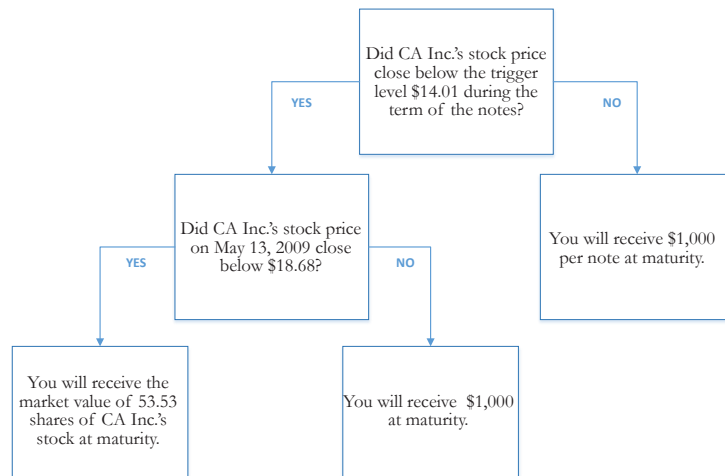 Did CA Inc.'s stock price
close below the trigger
level $14.01 during the
term of the notes?
YES
NO
Did CA Inc.'s stock price
on May 13, 2009 close
below $18.68?
You will receive $1,000
per note at maturity.
YES
NO
You will receive the
market value of 53.53
shares of CA Inc.'s
stock at maturity.
You will receive $1,000
at maturity.